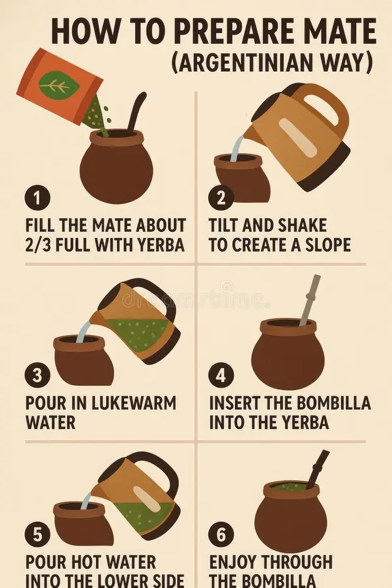 HOW TO PREPARE MATE
(ARGENTINIAN WAY)
1
FILL THE MATE ABOUT
2/3 FULL WITH YERBA
2
TILT AND SHAKE
TO CREATE A SLOPE
3
POUR IN LUKEWARM
WATER
4
INSERT THE BOMBILLA
INTO THE YERBA
5
POUR HOT WATER
INTO THE LOWER SIDE
6
ENJOY THROUGH
THE BOMBILLA
dreamstime.